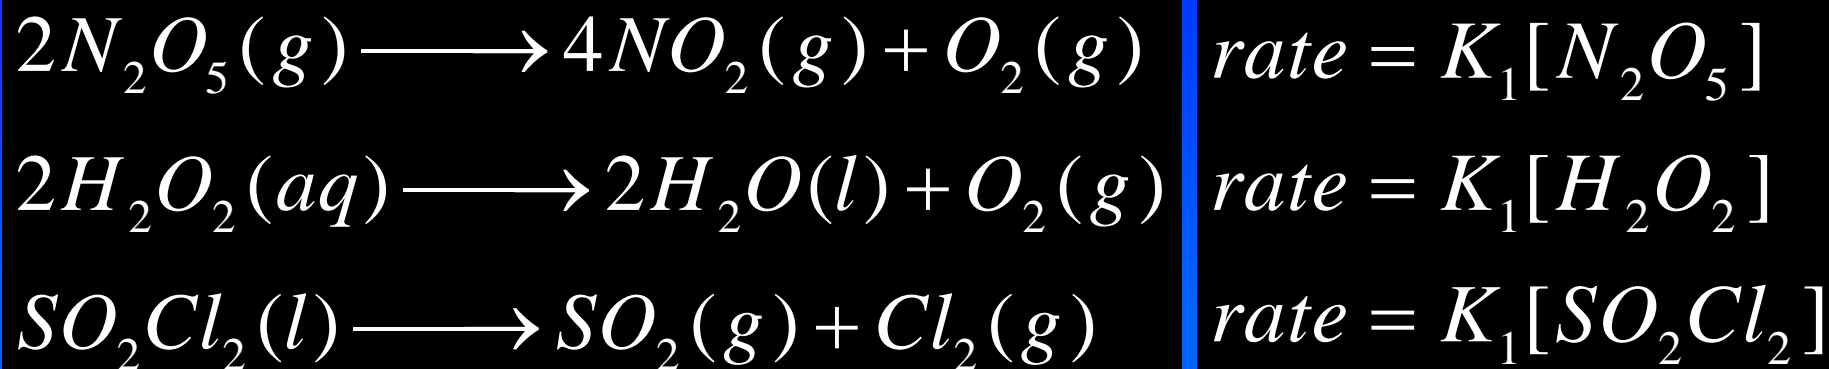 2N₂O₅(g) ⟶ 4NO₂(g) + O₂(g) rate = K₁[N₂O₅]
2H₂O₂(aq) ⟶ 2H₂O(l) + O₂(g) rate = K₁[H₂O₂]
SO₂Cl₂(l) ⟶ SO₂(g) + Cl₂(g) rate = K₁[SO₂Cl₂]